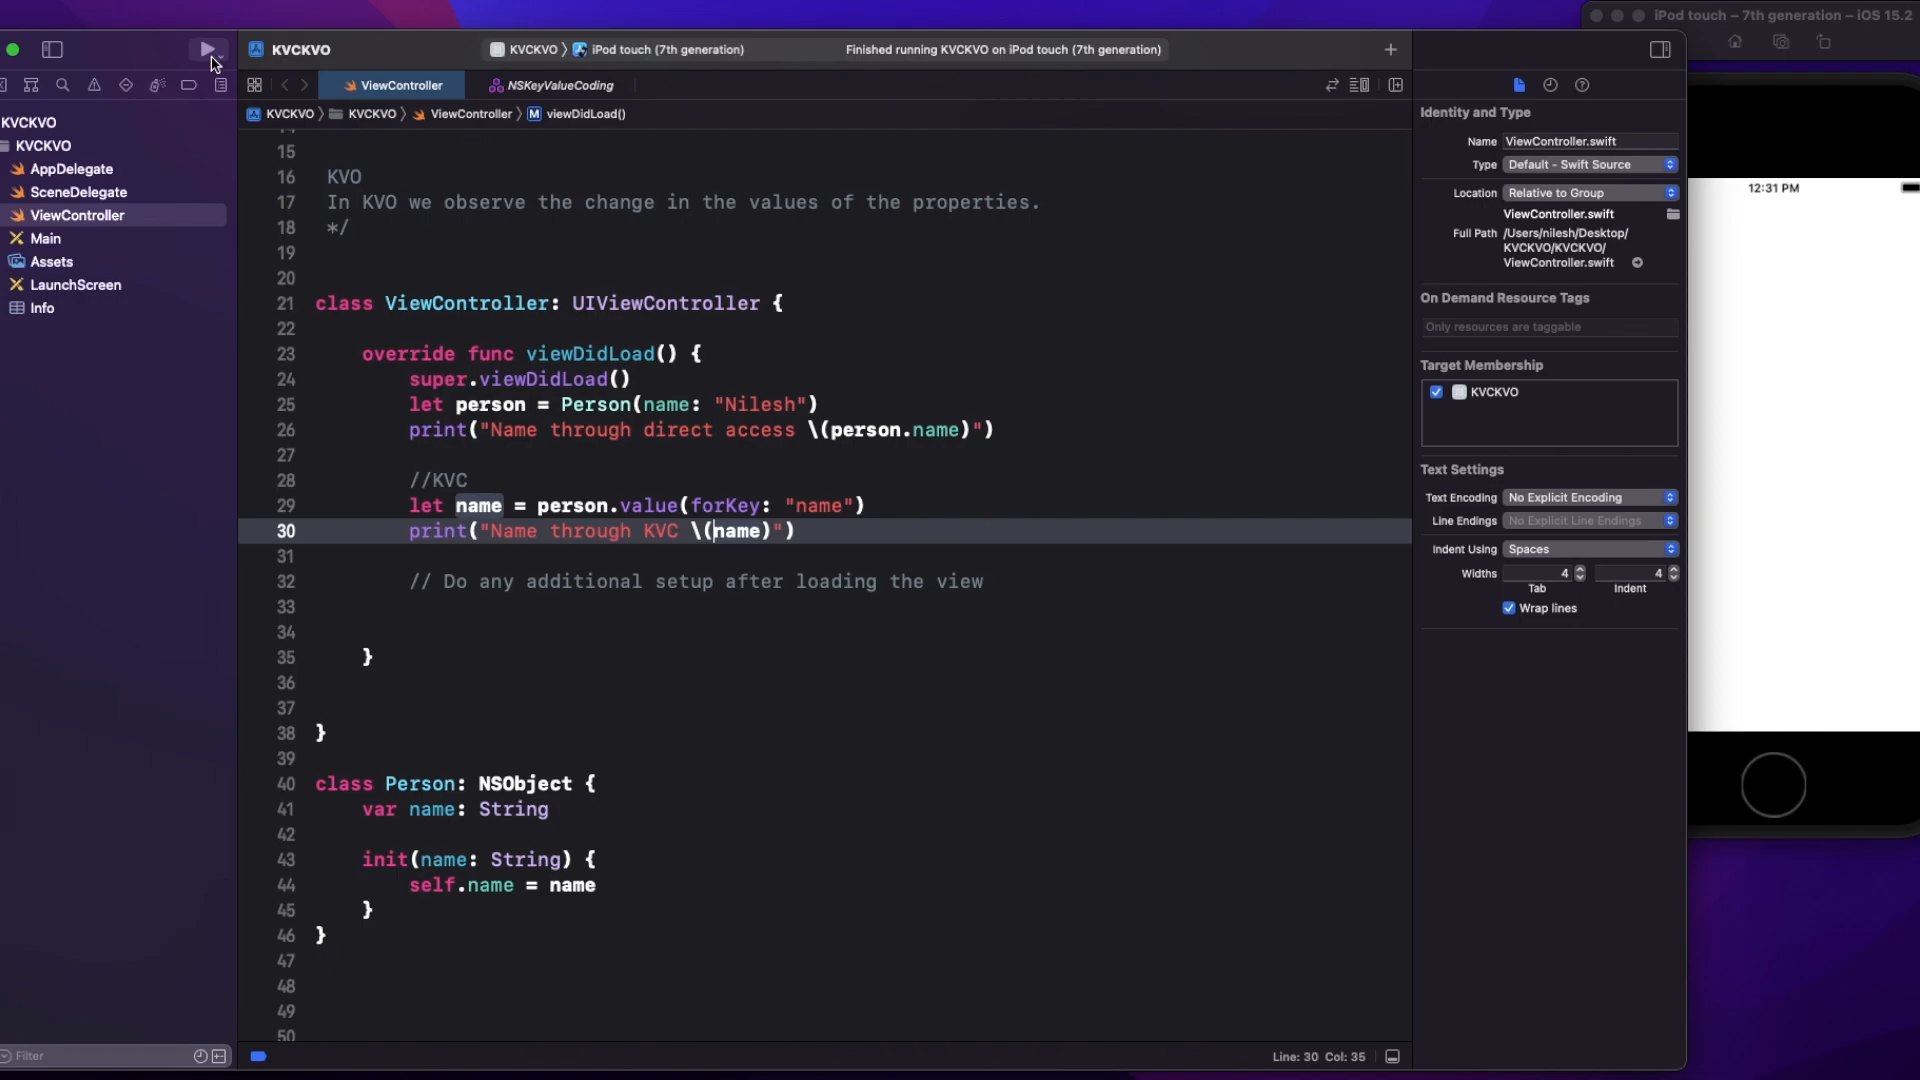 iPod touch – 7th generation – iOS 15.2
KVCKVO
KVCKVO 〉 iPod touch (7th generation)
Finished running KVCKVO on iPod touch (7th generation)
ViewController
NSKeyValueCoding
KVCKVO 〉 KVCKVO 〉 ViewController 〉 M viewDidLoad()
KVCKVO
KVCKVO
AppDelegate
SceneDelegate
ViewController
Main
Assets
LaunchScreen
Info
Filter
15
16 KVO
17 In KVO we observe the change in the values of the properties.
18 */
19
20
21 class ViewController: UIViewController {
22
23 override func viewDidLoad() {
24 super.viewDidLoad()
25 let person = Person(name: "Nilesh")
26 print("Name through direct access \(person.name)")
27
28 //KVC
29 let name = person.value(forKey: "name")
30 print("Name through KVC \(name)")
31
32 // Do any additional setup after loading the view
33
34
35 }
36
37
38 }
39
40 class Person: NSObject {
41 var name: String
42
43 init(name: String) {
44 self.name = name
45 }
46 }
47
48
49
50
Line: 30 Col: 35
Identity and Type
Name ViewController.swift
Type Default - Swift Source
Location Relative to Group
ViewController.swift
Full Path /Users/nilesh/Desktop/
KVCKVO/KVCKVO/
ViewController.swift
On Demand Resource Tags
Only resources are taggable
Target Membership
KVCKVO
Text Settings
Text Encoding No Explicit Encoding
Line Endings No Explicit Line Endings
Indent Using Spaces
Widths 4 4
Tab Indent
Wrap lines
12:31 PM